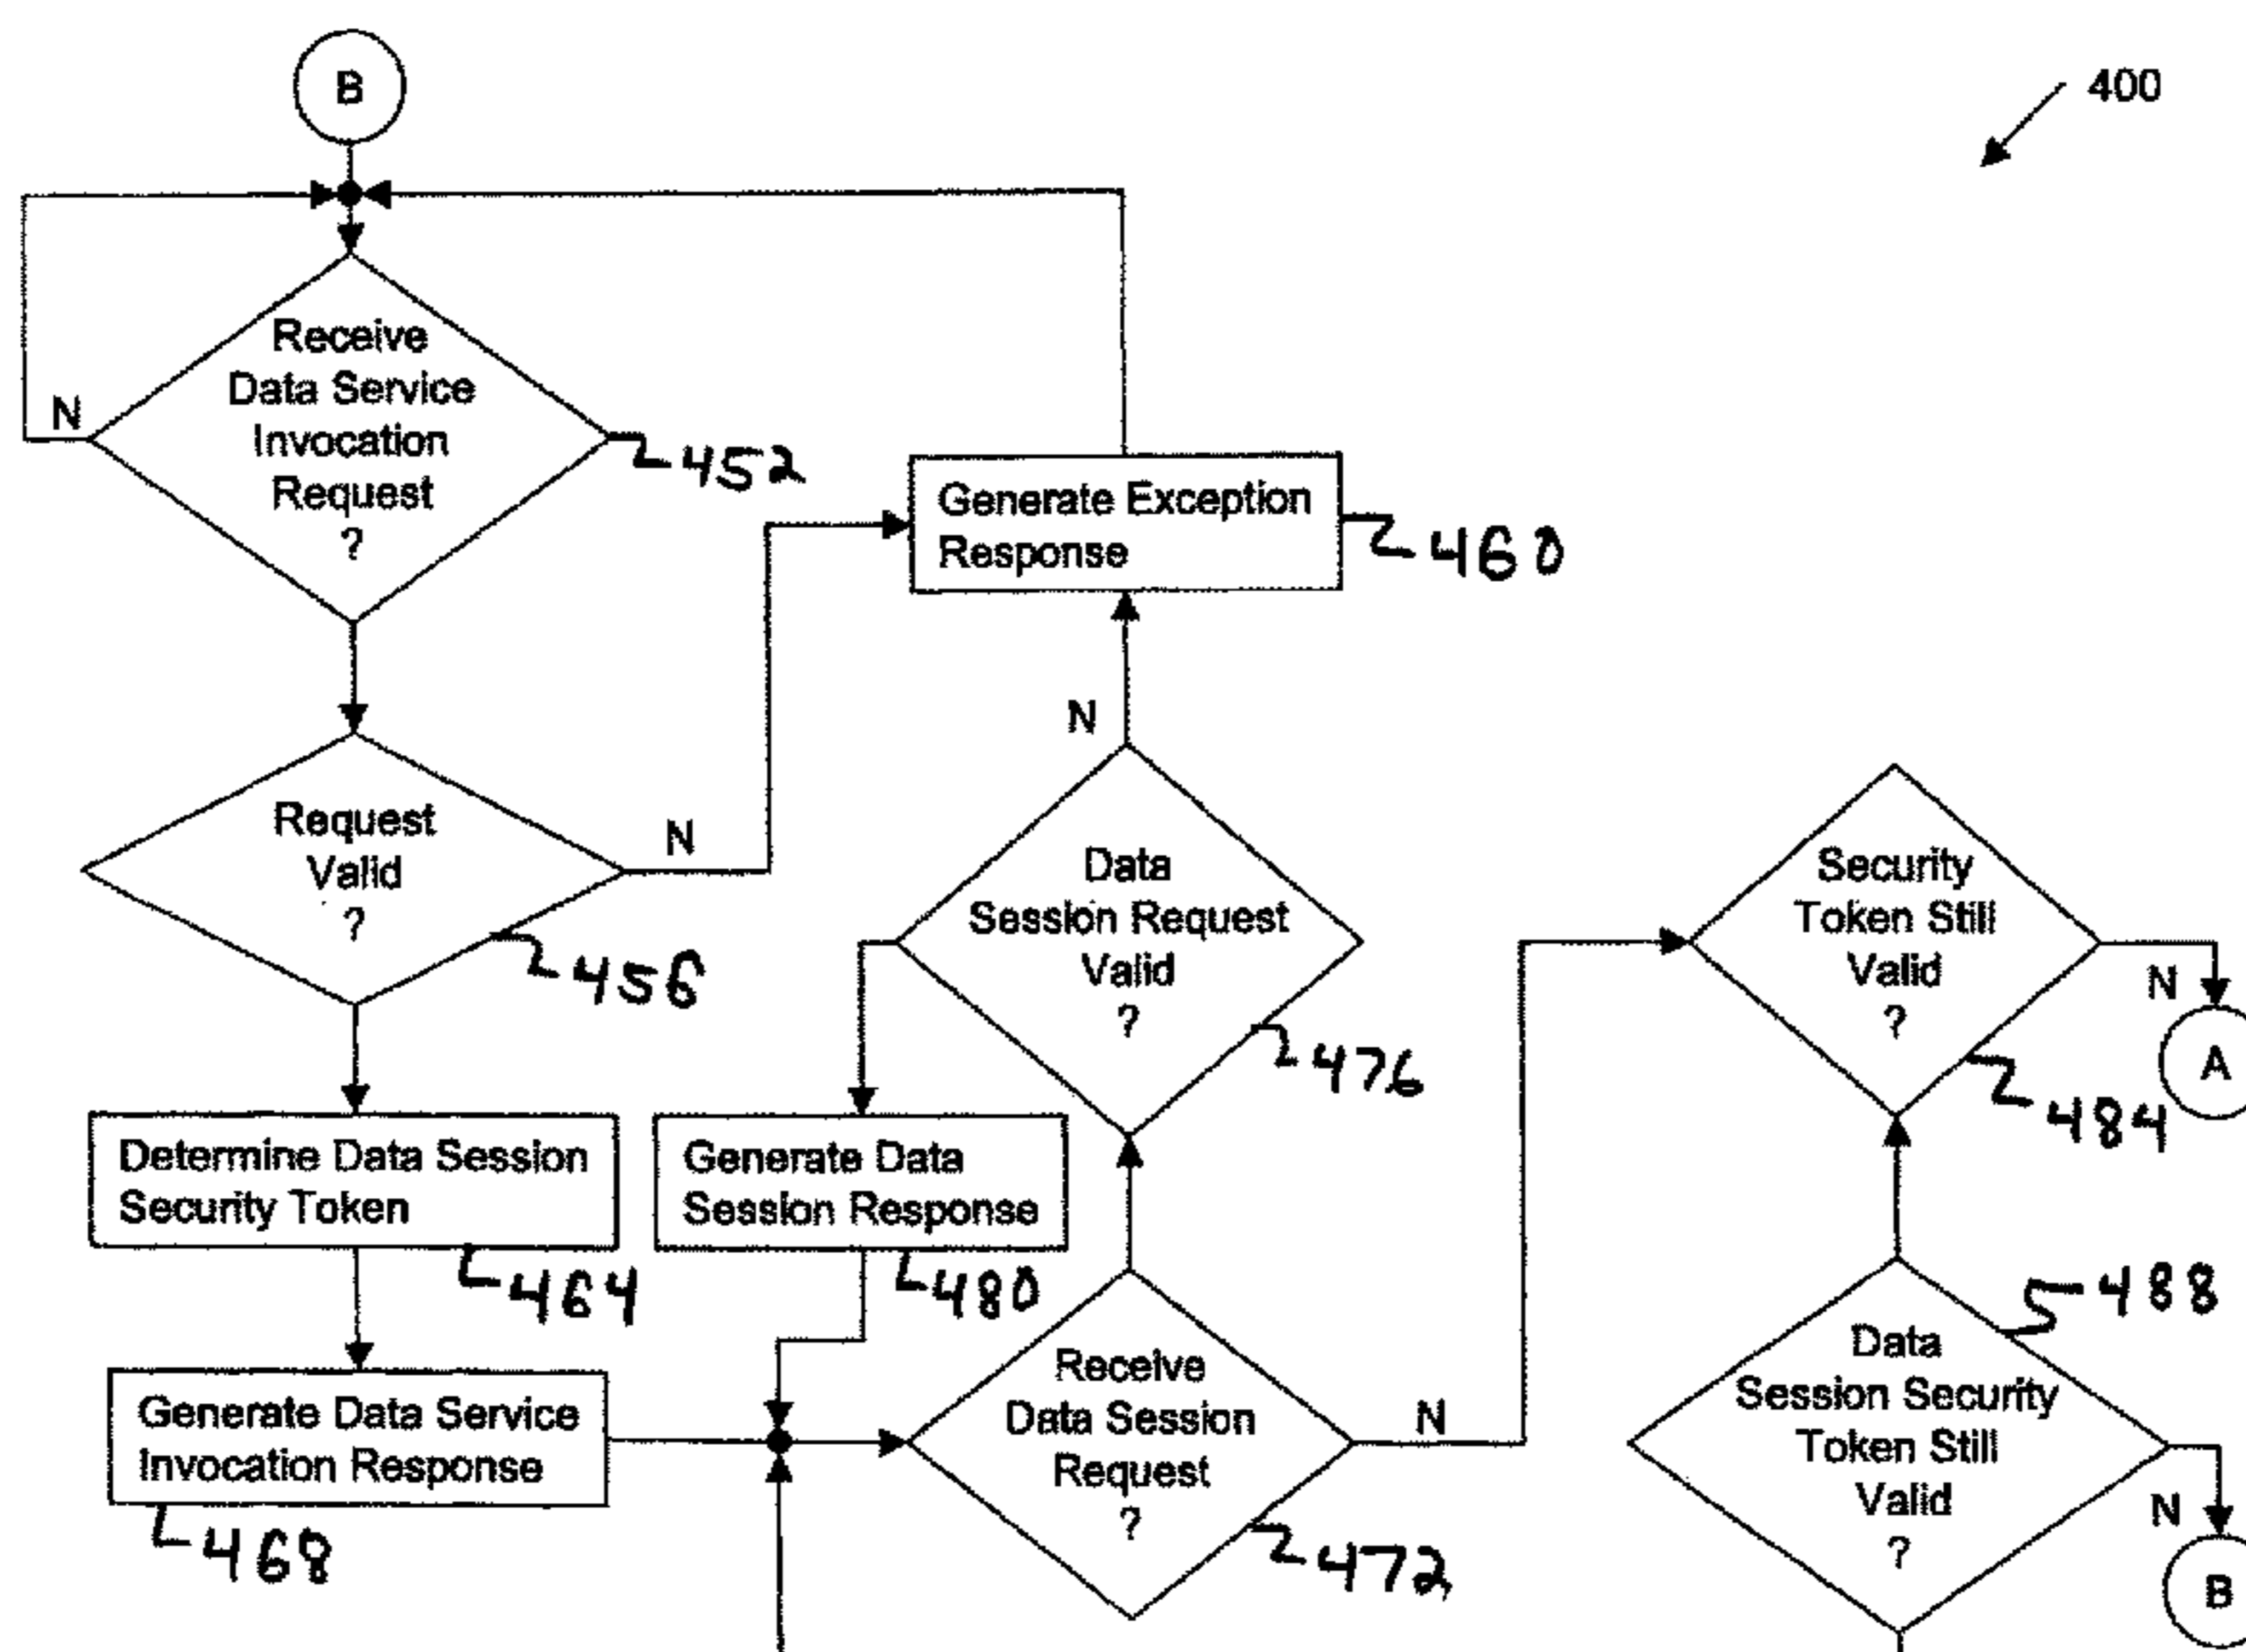 B
400
Receive
Data Service
Invocation
Request
?
N
452
Generate Exception
Response
460
Request
Valid
?
N
456
N
Data
Session Request
Valid
?
476
Security
Token Still
Valid
?
N
A
484
Determine Data Session
Security Token
464
Generate Data
Session Response
480
Generate Data Service
Invocation Response
468
Receive
Data Session
Request
?
N
472
488
Data
Session Security
Token Still
Valid
?
N
B